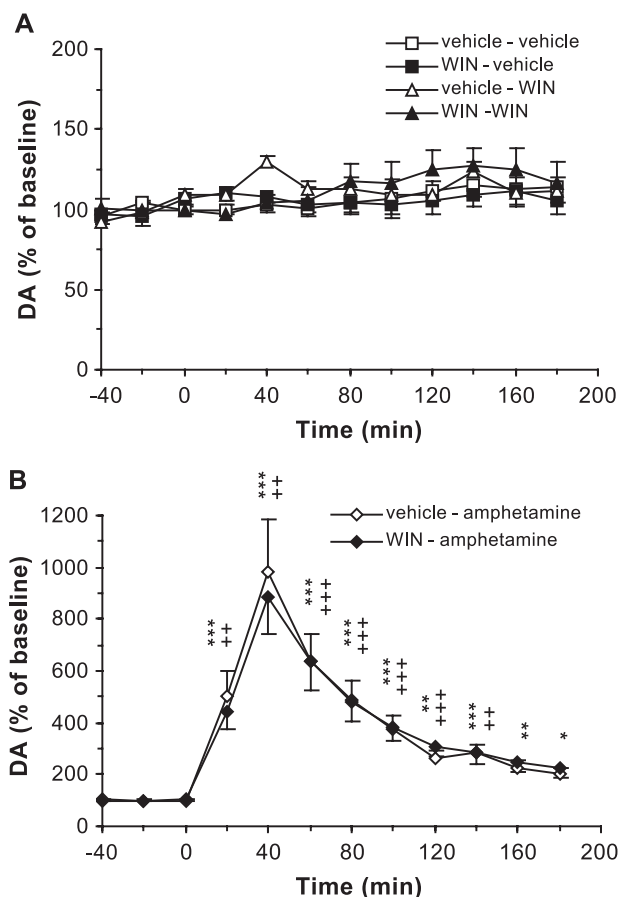 A
200
150
100
50
0
DA (% of baseline)
vehicle - vehicle
WIN - vehicle
vehicle - WIN
WIN - WIN
-40 0 40 80 120 160 200
Time (min)
B
1200
1000
800
600
400
200
0
DA (% of baseline)
vehicle - amphetamine
WIN - amphetamine
***
++
***
++
***
+++
***
+++
***
+++
**
+++
***
++
**
*
-40 0 40 80 120 160 200
Time (min)